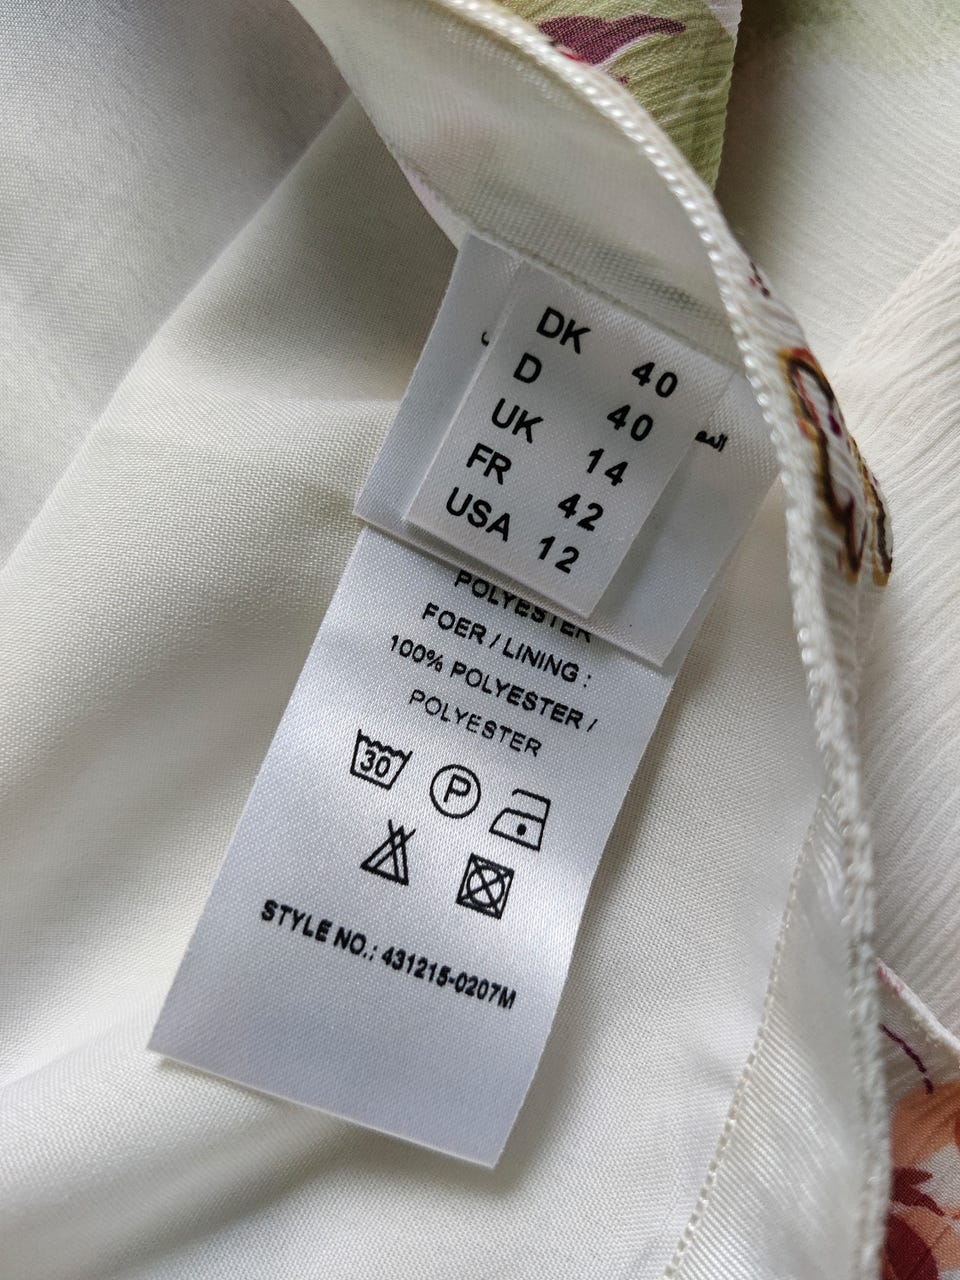 DK 40
D 40
UK 14
FR 42
USA 12
POLYESTER
FOER / LINING :
100% POLYESTER /
POLYESTER
30
P
STYLE NO.: 431215-0207M